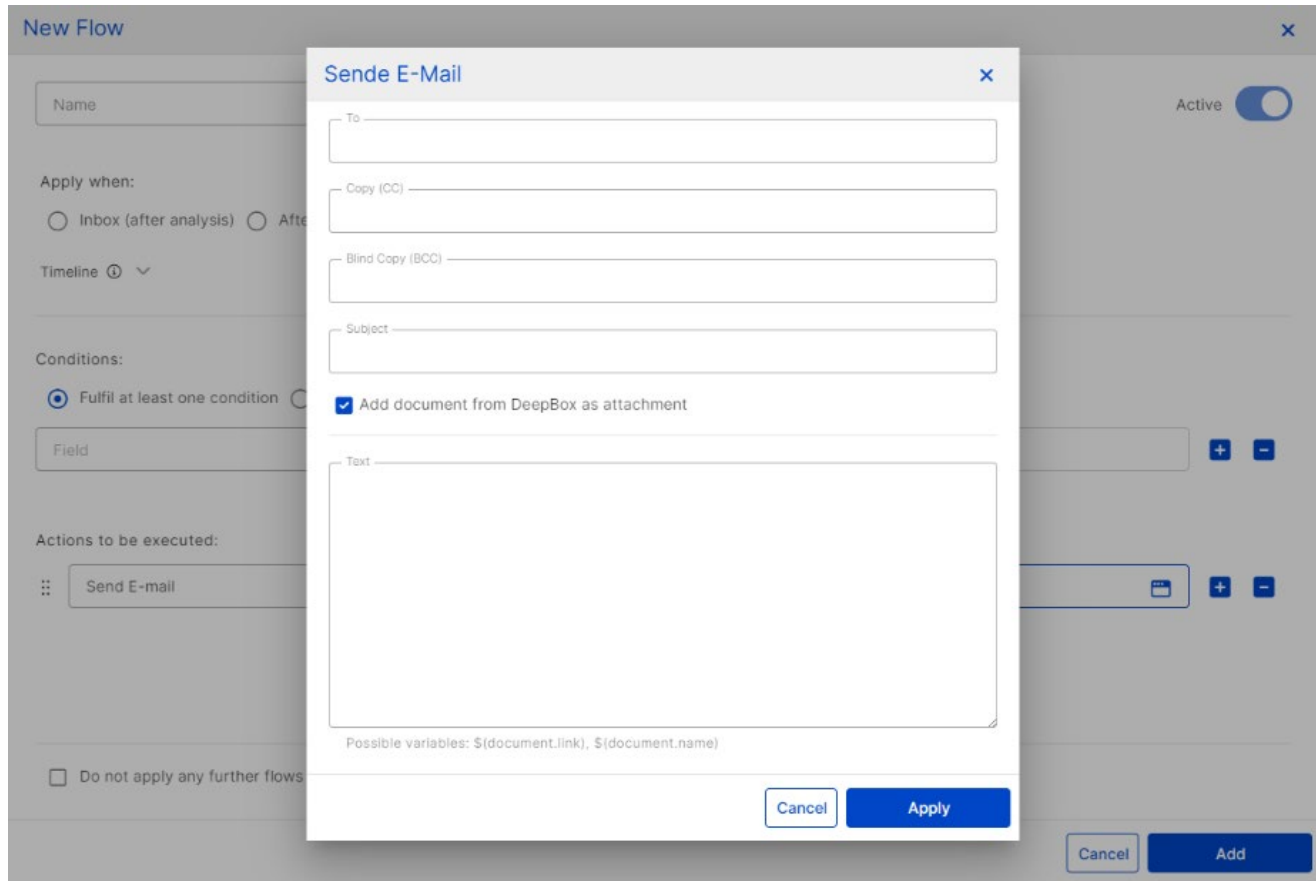 New Flow
Sende E-Mail
Name
Active
To
Copy (CC)
Apply when:
Inbox (after analysis)
Blind Copy (BCC)
Timeline
Subject
Conditions:
Fulfil at least one condition
Add document from DeepBox as attachment
Field
Text
Actions to be executed:
Send E-mail
Possible variables: $(document.link), $(document.name)
Do not apply any further flows
Cancel Apply
Cancel Add